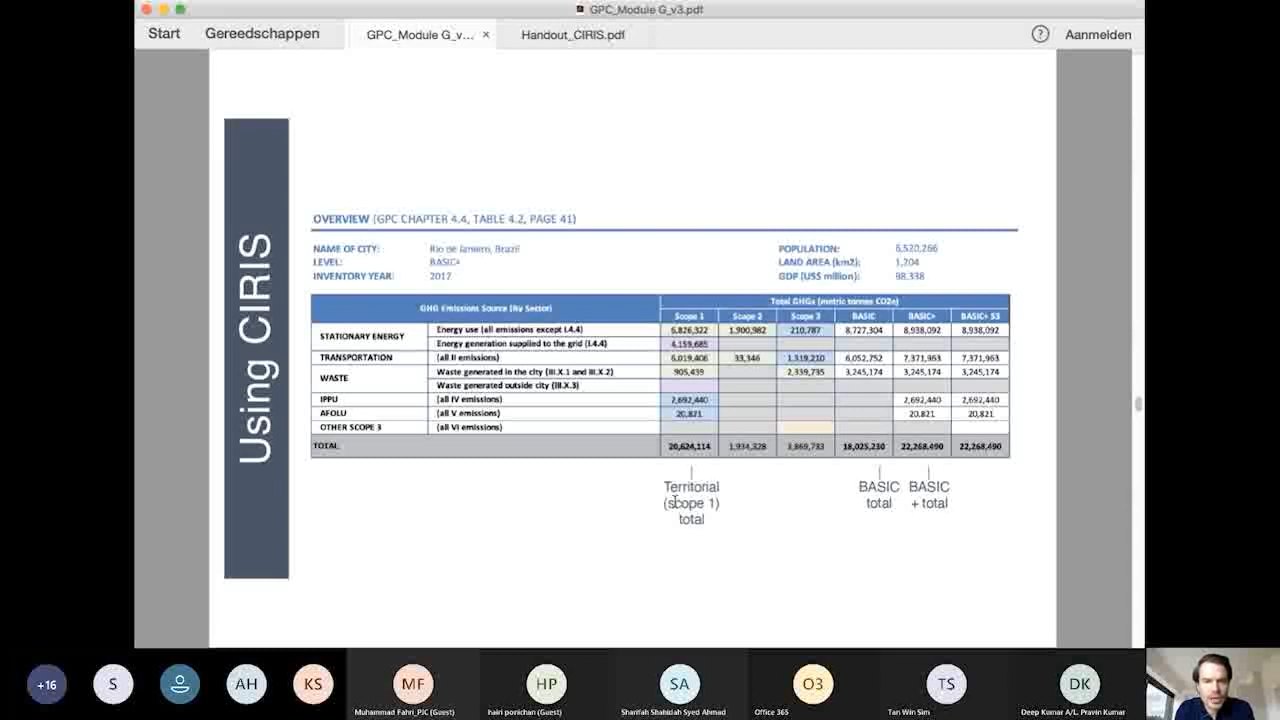 GPC_Module G_v3.pdf
Start Gereedschappen GPC_Module G_v... × Handout_CIRIS.pdf ? Aanmelden
Using CIRIS
OVERVIEW (GPC CHAPTER 4.4, TABLE 4.2, PAGE 41)
NAME OF CITY: Rio de Janeiro, Brazil POPULATION: 6,520,266
LEVEL: BASIC+ LAND AREA (km2): 1,204
INVENTORY YEAR: 2017 GDP (US$ million): 98,338
GHG Emissions Source (By Sector) Total GHGs (metric tonnes CO2e)
Scope 1 Scope 2 Scope 3 BASIC BASIC+ BASIC+ S3
STATIONARY ENERGY Energy use (all emissions except I.4.4) 6,826,322 1,900,982 210,787 8,727,304 8,938,092 8,938,092
Energy generation supplied to the grid (I.4.4) 4,159,685
TRANSPORTATION (all II emissions) 6,019,406 33,346 1,319,210 6,052,752 7,371,963 7,371,963
WASTE Waste generated in the city (III.X.1 and III.X.2) 905,439 2,339,735 3,245,174 3,245,174 3,245,174
Waste generated outside city (III.X.3)
IPPU (all IV emissions) 2,692,440 2,692,440 2,692,440
AFOLU (all V emissions) 20,821 20,821 20,821
OTHER SCOPE 3 (all VI emissions)
TOTAL 20,624,114 1,934,328 3,869,733 18,025,230 22,268,490 22,268,490
Territorial (scope 1) total
BASIC total
BASIC + total
+16 S AH KS MF HP SA O3 TS DK
Muhammad Fahri_PJC (Guest) hairi ponichan (Guest) Sharifah Shahidah Syed Ahmad Office 365 Tan Win Sim Deep Kumar A/L. Pravin Kumar